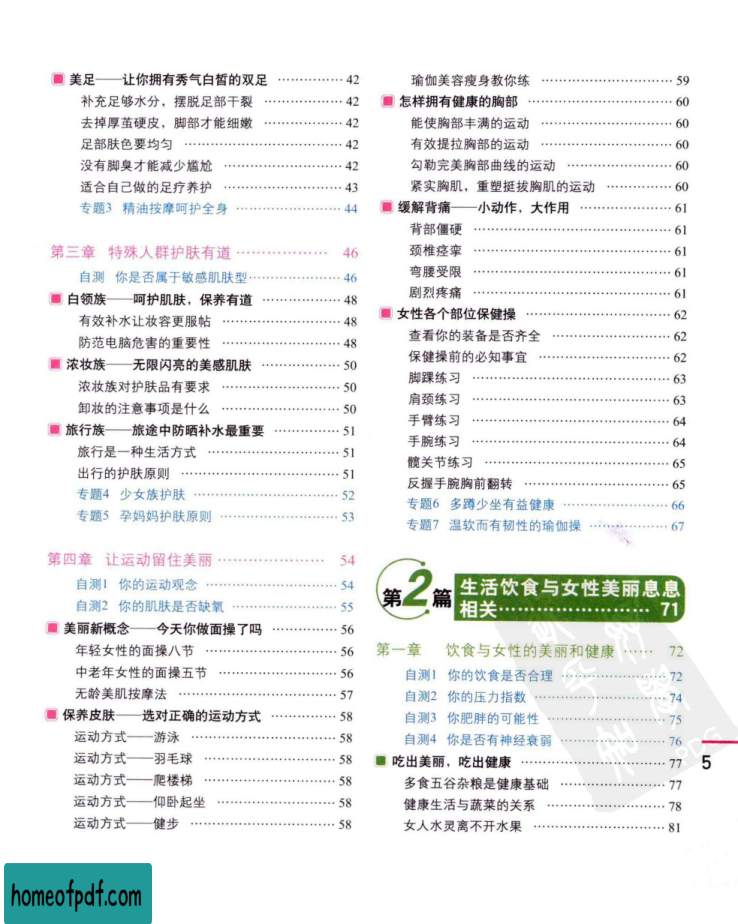 ■ 美足——让你拥有秀气白皙的双足 ……………… 42
补充足够水分，摆脱足部干裂 ……………… 42
去掉厚茧硬皮，脚部才能细嫩 ……………… 42
足部肤色要均匀 ……………… 42
没有脚臭才能减少尴尬 ……………… 42
适合自己做的足疗养护 ……………… 43
专题3 精油按摩呵护全身 ……………… 44
第三章 特殊人群护肤有道 ……………… 46
自测 你是否属于敏感肌肤型 ……………… 46
■ 白领族——呵护肌肤，保养有道 ……………… 48
有效补水让妆容更服帖 ……………… 48
防范电脑危害的重要性 ……………… 48
■ 浓妆族——无限闪亮的美感肌肤 ……………… 50
浓妆族对护肤品有要求 ……………… 50
卸妆的注意事项是什么 ……………… 50
■ 旅行族——旅途中防晒补水最重要 ……………… 51
旅行是一种生活方式 ……………… 51
出行的护肤原则 ……………… 51
专题4 少女族护肤 ……………… 52
专题5 孕妈妈护肤原则 ……………… 53
第四章 让运动留住美丽 ……………… 54
自测1 你的运动观念 ……………… 54
自测2 你的肌肤是否缺氧 ……………… 55
■ 美丽新概念——今天你做面操了吗 ……………… 56
年轻女性的面操八节 ……………… 56
中老年女性的面操五节 ……………… 56
无龄美肌按摩法 ……………… 57
■ 保养皮肤——选对正确的运动方式 ……………… 58
运动方式——游泳 ……………… 58
运动方式——羽毛球 ……………… 58
运动方式——爬楼梯 ……………… 58
运动方式——仰卧起坐 ……………… 58
运动方式——健步 ……………… 58
瑜伽美容瘦身教你练 ……………… 59
■ 怎样拥有健康的胸部 ……………… 60
能使胸部丰满的运动 ……………… 60
有效提拉胸部的运动 ……………… 60
勾勒完美胸部曲线的运动 ……………… 60
紧实胸肌，重塑挺拔胸肌的运动 ……………… 60
■ 缓解背痛——小动作，大作用 ……………… 61
背部僵硬 ……………… 61
颈椎痉挛 ……………… 61
弯腰受限 ……………… 61
剧烈疼痛 ……………… 61
■ 女性各个部位保健操 ……………… 62
查看你的装备是否齐全 ……………… 62
保健操前的必知事宜 ……………… 62
脚踝练习 ……………… 63
肩颈练习 ……………… 63
手臂练习 ……………… 64
手腕练习 ……………… 64
髋关节练习 ……………… 65
反握手腕胸前翻转 ……………… 65
专题6 多蹲少坐有益健康 ……………… 66
专题7 温软而有韧性的瑜伽操 ……………… 67
第2篇 生活饮食与女性美丽息息
相关 ……………… 71
第一章 饮食与女性的美丽和健康 …… 72
自测1 你的饮食是否合理 ……………… 72
自测2 你的压力指数 ……………… 74
自测3 你肥胖的可能性 ……………… 75
自测4 你是否有神经衰弱 ……………… 76
■ 吃出美丽，吃出健康 ……………… 77
多食五谷杂粮是健康基础 ……………… 77
健康生活与蔬菜的关系 ……………… 78
女人水灵离不开水果 ……………… 81
5
PDG
homeofpdf.com